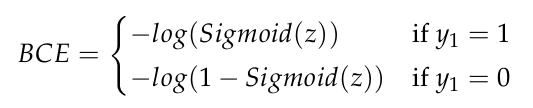 BCE = { −log(Sigmoid(z)) if y₁ = 1
−log(1 − Sigmoid(z)) if y₁ = 0